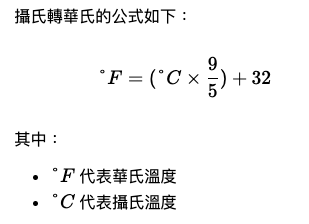 攝氏轉華氏的公式如下：
°F = (°C × 9/5) + 32
其中：
• °F 代表華氏溫度
• °C 代表攝氏溫度